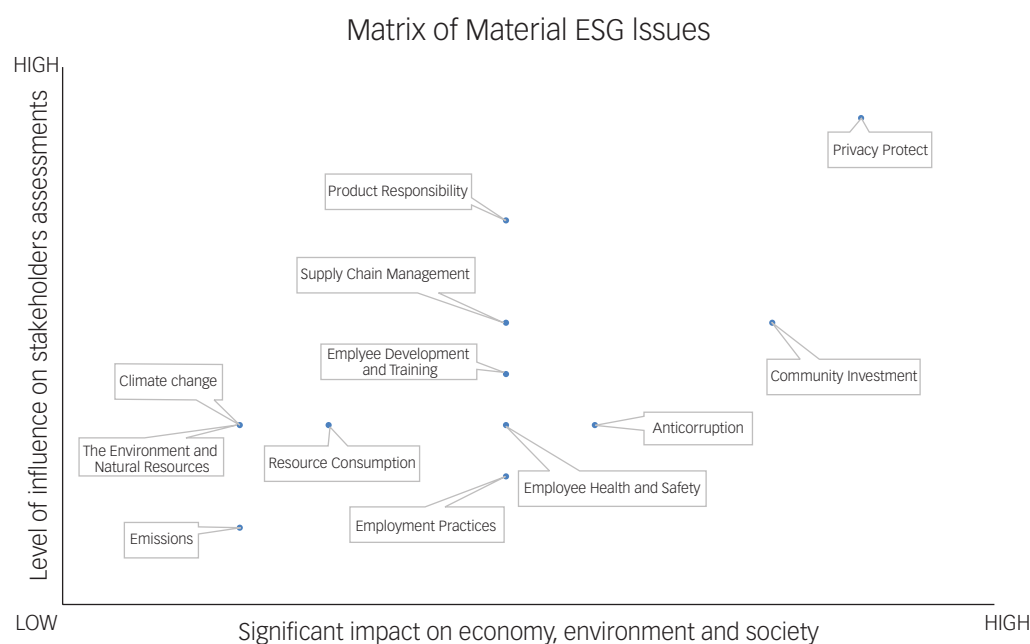 Matrix of Material ESG Issues
HIGH
Level of influence on stakeholders assessments
Privacy Protect
Product Responsibility
Supply Chain Management
Emplyee Development
and Training
Climate change
Community Investment
The Environment and
Natural Resources
Resource Consumption
Anticorruption
Employee Health and Safety
Employment Practices
Emissions
LOW
Significant impact on economy, environment and society
HIGH